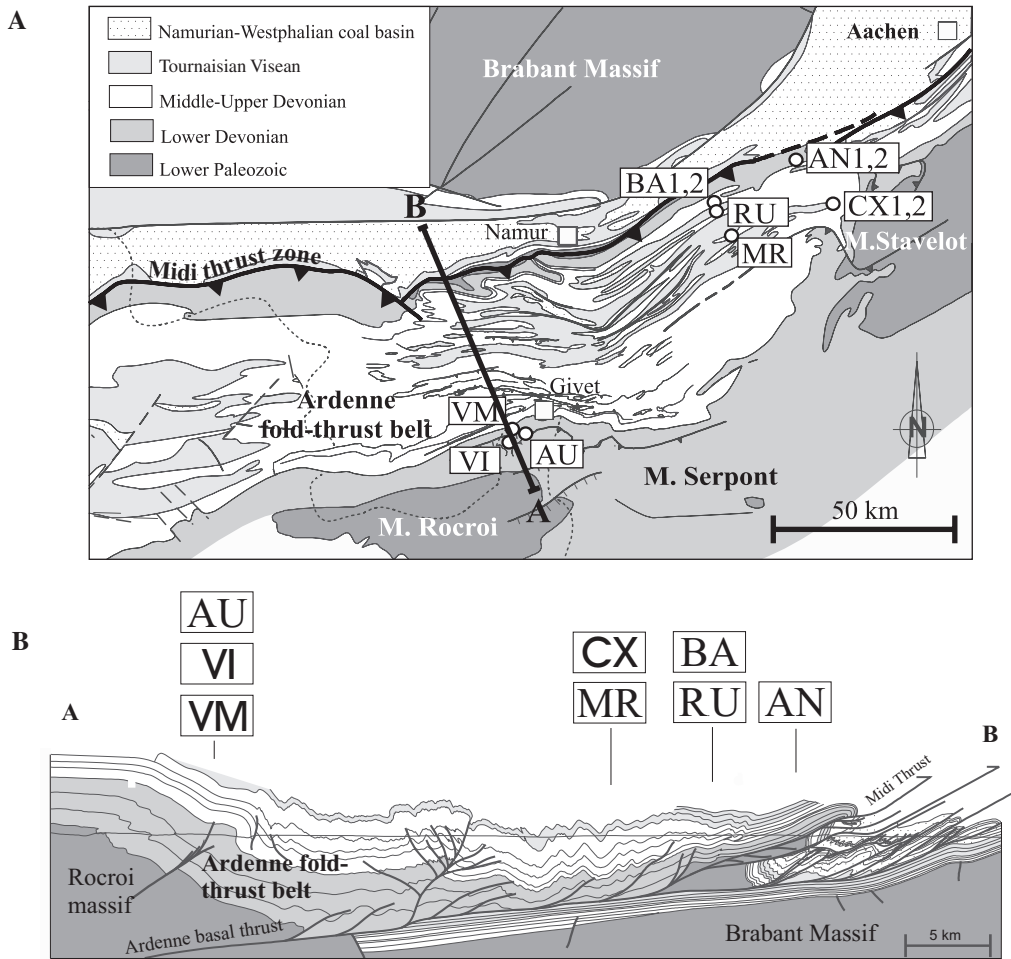 A
Namurian-Westphalian coal basin
Tournaisian Visean
Middle-Upper Devonian
Lower Devonian
Lower Paleozoic
Brabant Massif
Aachen
AN1,2
BA1,2
RU
CX1,2
MR
M.Stavelot
B
Namur
Midi thrust zone
Givet
Ardenne
fold-thrust belt
VM
VI
AU
A
M. Rocroi
M. Serpont
N
50 km
B
AU
VI
VM
CX
BA
MR
RU
AN
A
B
Midi Thrust
Ardenne fold-
thrust belt
Rocroi
massif
Ardenne basal thrust
Brabant Massif
5 km